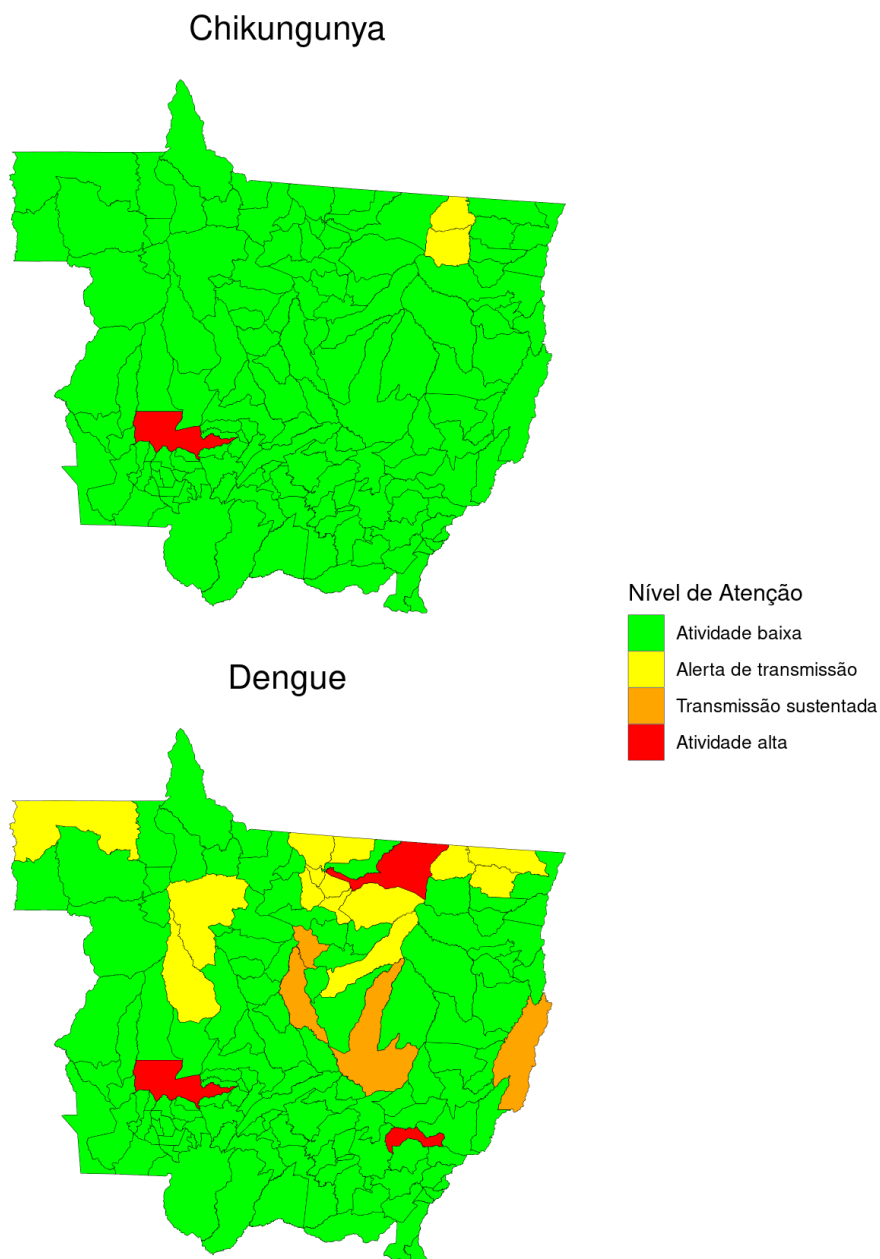 Chikungunya
Nível de Atenção
Atividade baixa
Alerta de transmissão
Transmissão sustentada
Atividade alta
Dengue